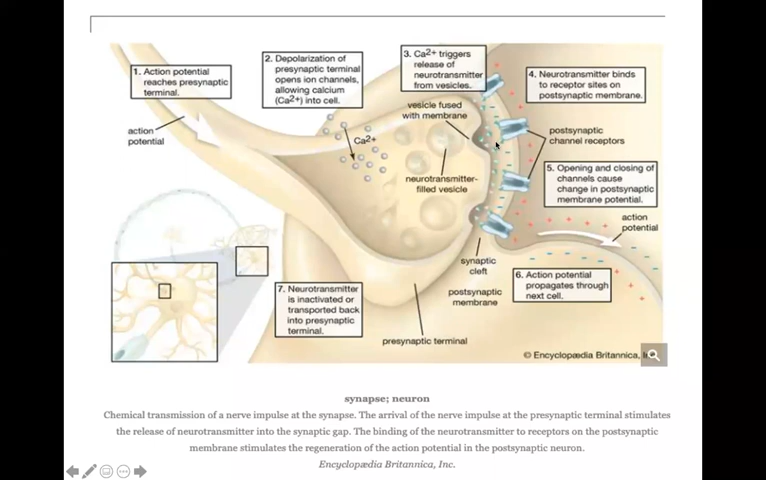 1. Action potential
reaches presynaptic
terminal.
2. Depolarization of
presynaptic terminal
opens ion channels,
allowing calcium
(Ca2+) into cell.
3. Ca2+ triggers
release of
neurotransmitter
from vesicles.
4. Neurotransmitter binds
to receptor sites on
postsynaptic membrane.
vesicle fused
with membrane
action
potential
Ca2+
postsynaptic
channel receptors
neurotransmitter-
filled vesicle
5. Opening and closing of
channels cause
change in postsynaptic
membrane potential.
action
potential
synaptic
cleft
6. Action potential
propagates through
next cell.
7. Neurotransmitter
is inactivated or
transported back
into presynaptic
terminal.
postsynaptic
membrane
presynaptic terminal
© Encyclopædia Britannica,
synapse; neuron
Chemical transmission of a nerve impulse at the synapse. The arrival of the nerve impulse at the presynaptic terminal stimulates
the release of neurotransmitter into the synaptic gap. The binding of the neurotransmitter to receptors on the postsynaptic
membrane stimulates the regeneration of the action potential in the postsynaptic neuron.
Encyclopædia Britannica, Inc.